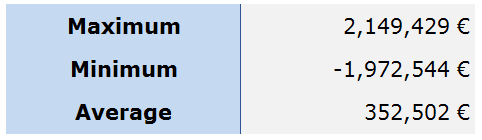 Maximum 2,149,429 €
Minimum -1,972,544 €
Average 352,502 €